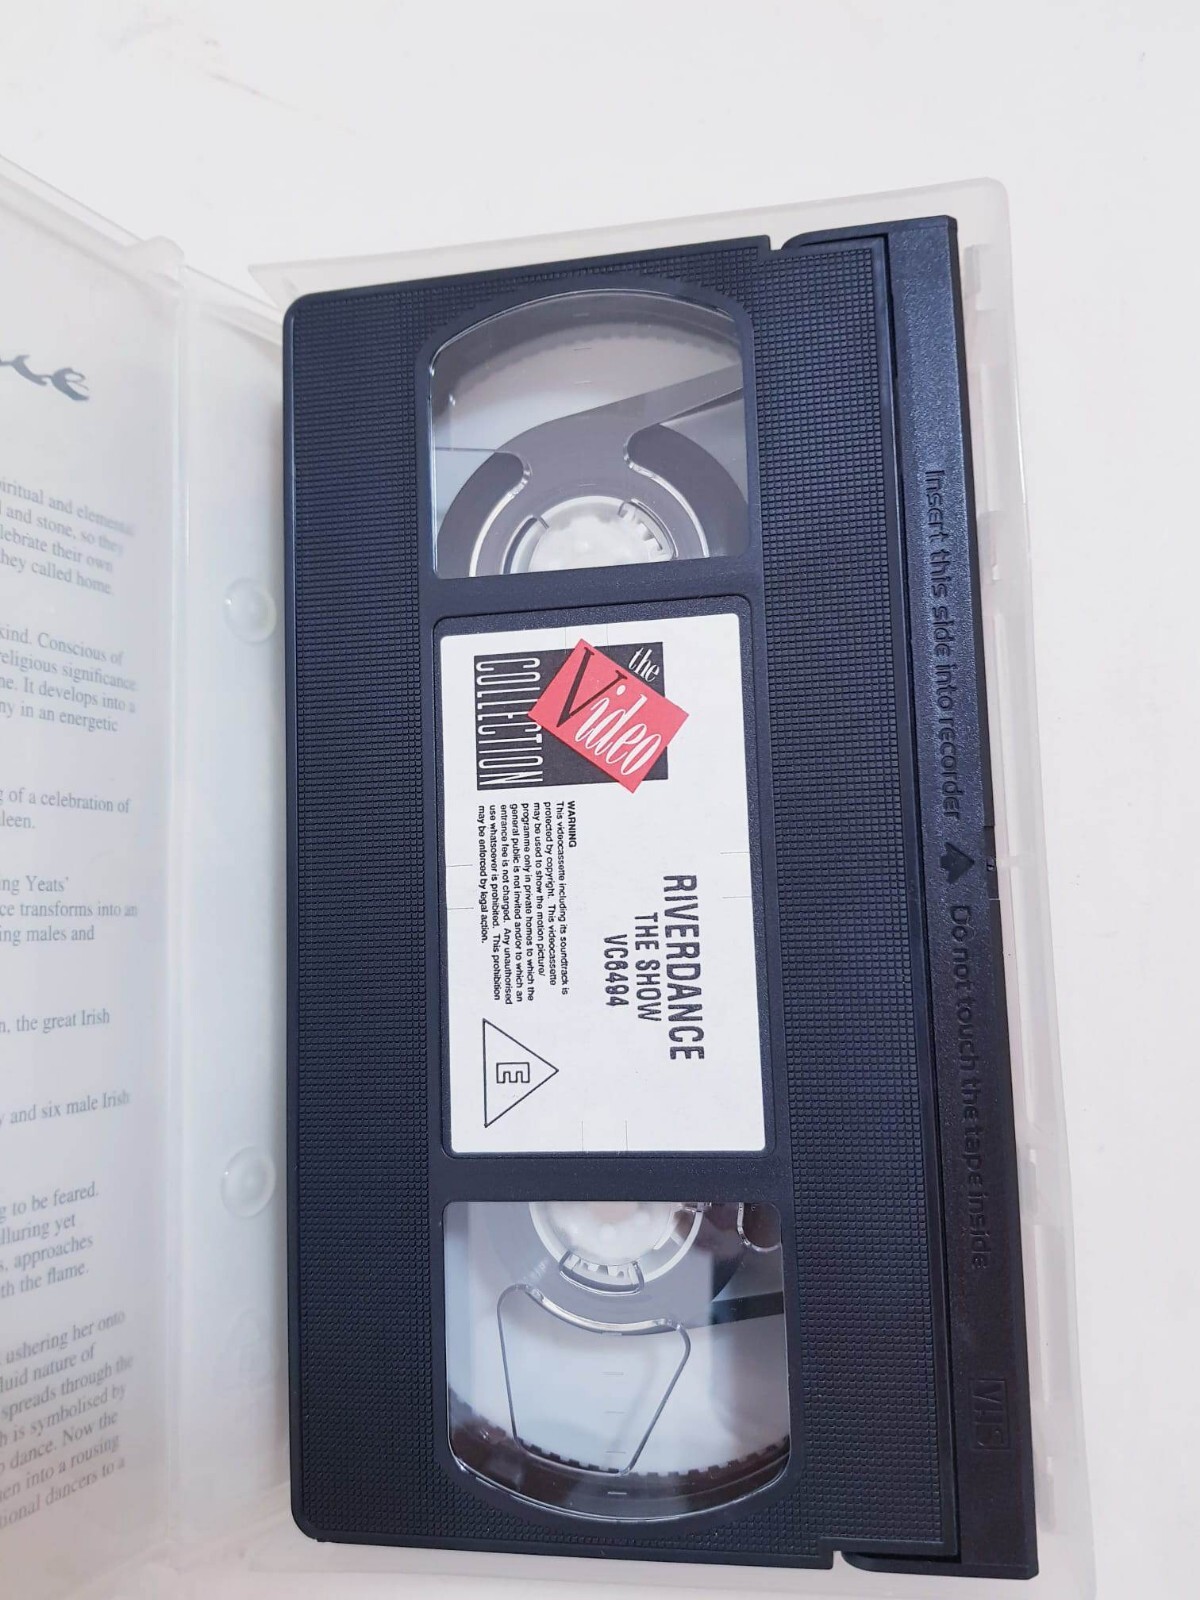 iritual and elemental
and stone, so they
lebrate their own
they called home.
kind. Conscious of
religious significance
ne. It develops into a
ny in an energetic
g of a celebration of
leen.
ing Yeats'
ce transforms into an
ing males and
n, the great Irish
y and six male Irish
g to be feared.
lluring yet
s, approaches
th the flame.
ushering her onto
luid nature of
spreads through the
h is symbolised by
dance. Now the
en into a rousing
tional dancers to a
the
Video
COLLECTION
WARNING
This videocassette including its soundtrack is
protected by copyright. This videocassette
may be used to show the motion picture/
programme only in private homes to which the
general public is not invited and/or to which an
entrance fee is not charged. Any unauthorised
use whatsoever is prohibited. This prohibition
may be enforced by legal action.
RIVERDANCE
THE SHOW
VC6494
E
Insert this side into recorder
Do not touch the tape inside
VHS